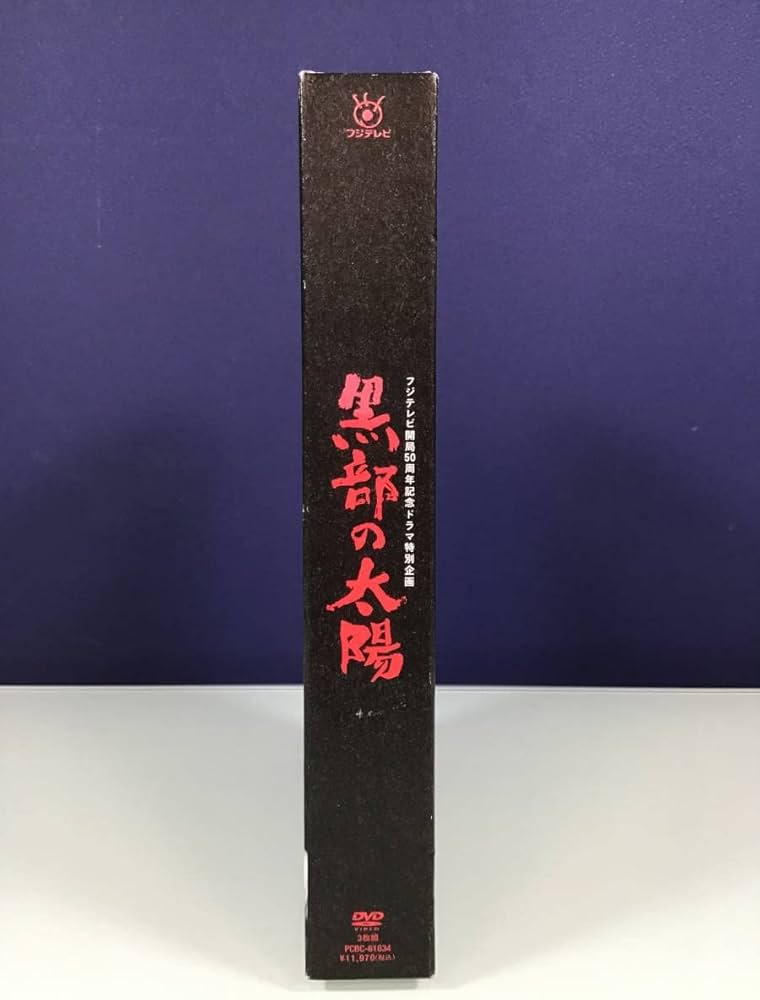 フジテレビ
フジテレビ開局50周年記念ドラマ特別企画
黒部の太陽
DVD
VIDEO
3枚組
PCBC-61634
¥11,970(税込)